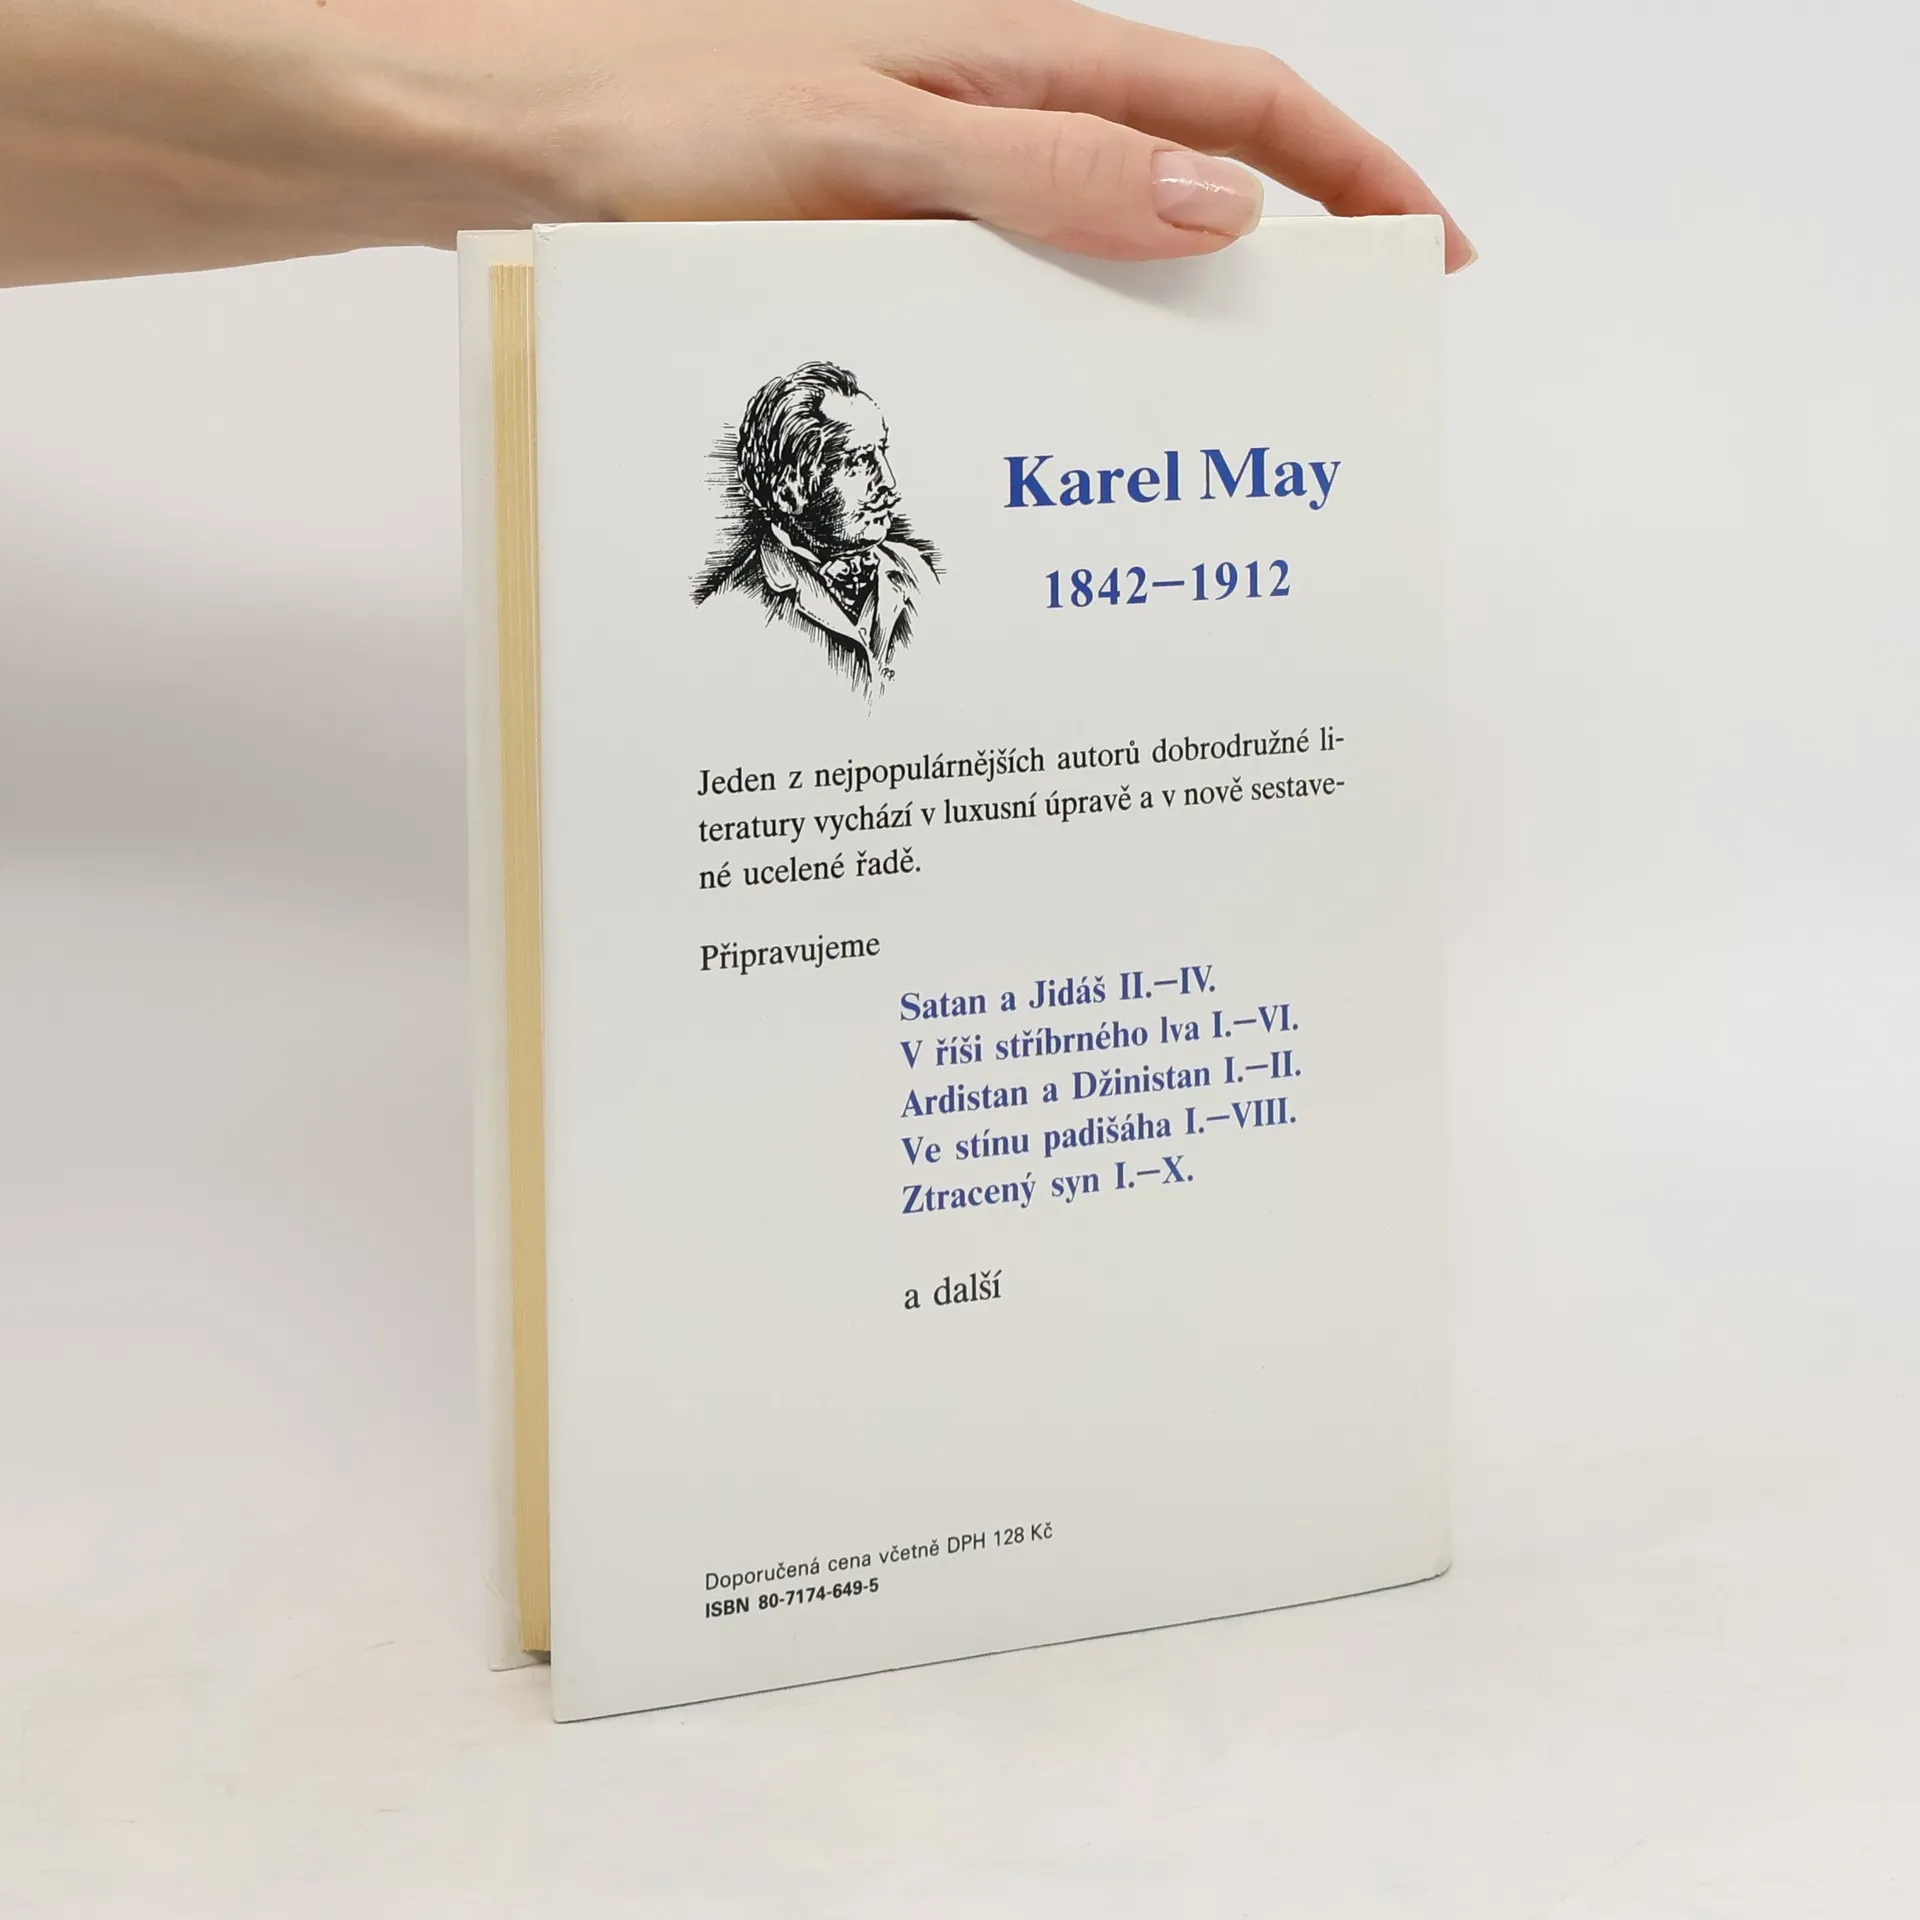 Karel May
1842–1912
Jeden z nejpopulárnějších autorů dobrodružné li-
teratury vychází v luxusní úpravě a v nově sestave-
né ucelené řadě.
Připravujeme
Satan a Jidáš II.–IV.
V říši stříbrného lva I.–VI.
Ardistan a Džinistan I.–II.
Ve stínu padišáha I.–VIII.
Ztracený syn I.–X.
a další
Doporučená cena včetně DPH 128 Kč
ISBN 80-7174-649-5